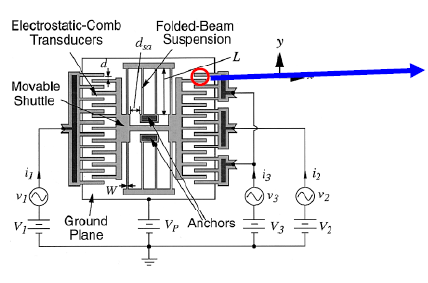 Electrostatic-Comb
Transducers
Folded-Beam
Suspension
d
d_sa
L
y
Movable
Shuttle
i1
i3
i2
v1
W
v3
v2
V1
Ground
Plane
VP
Anchors
V3
V2